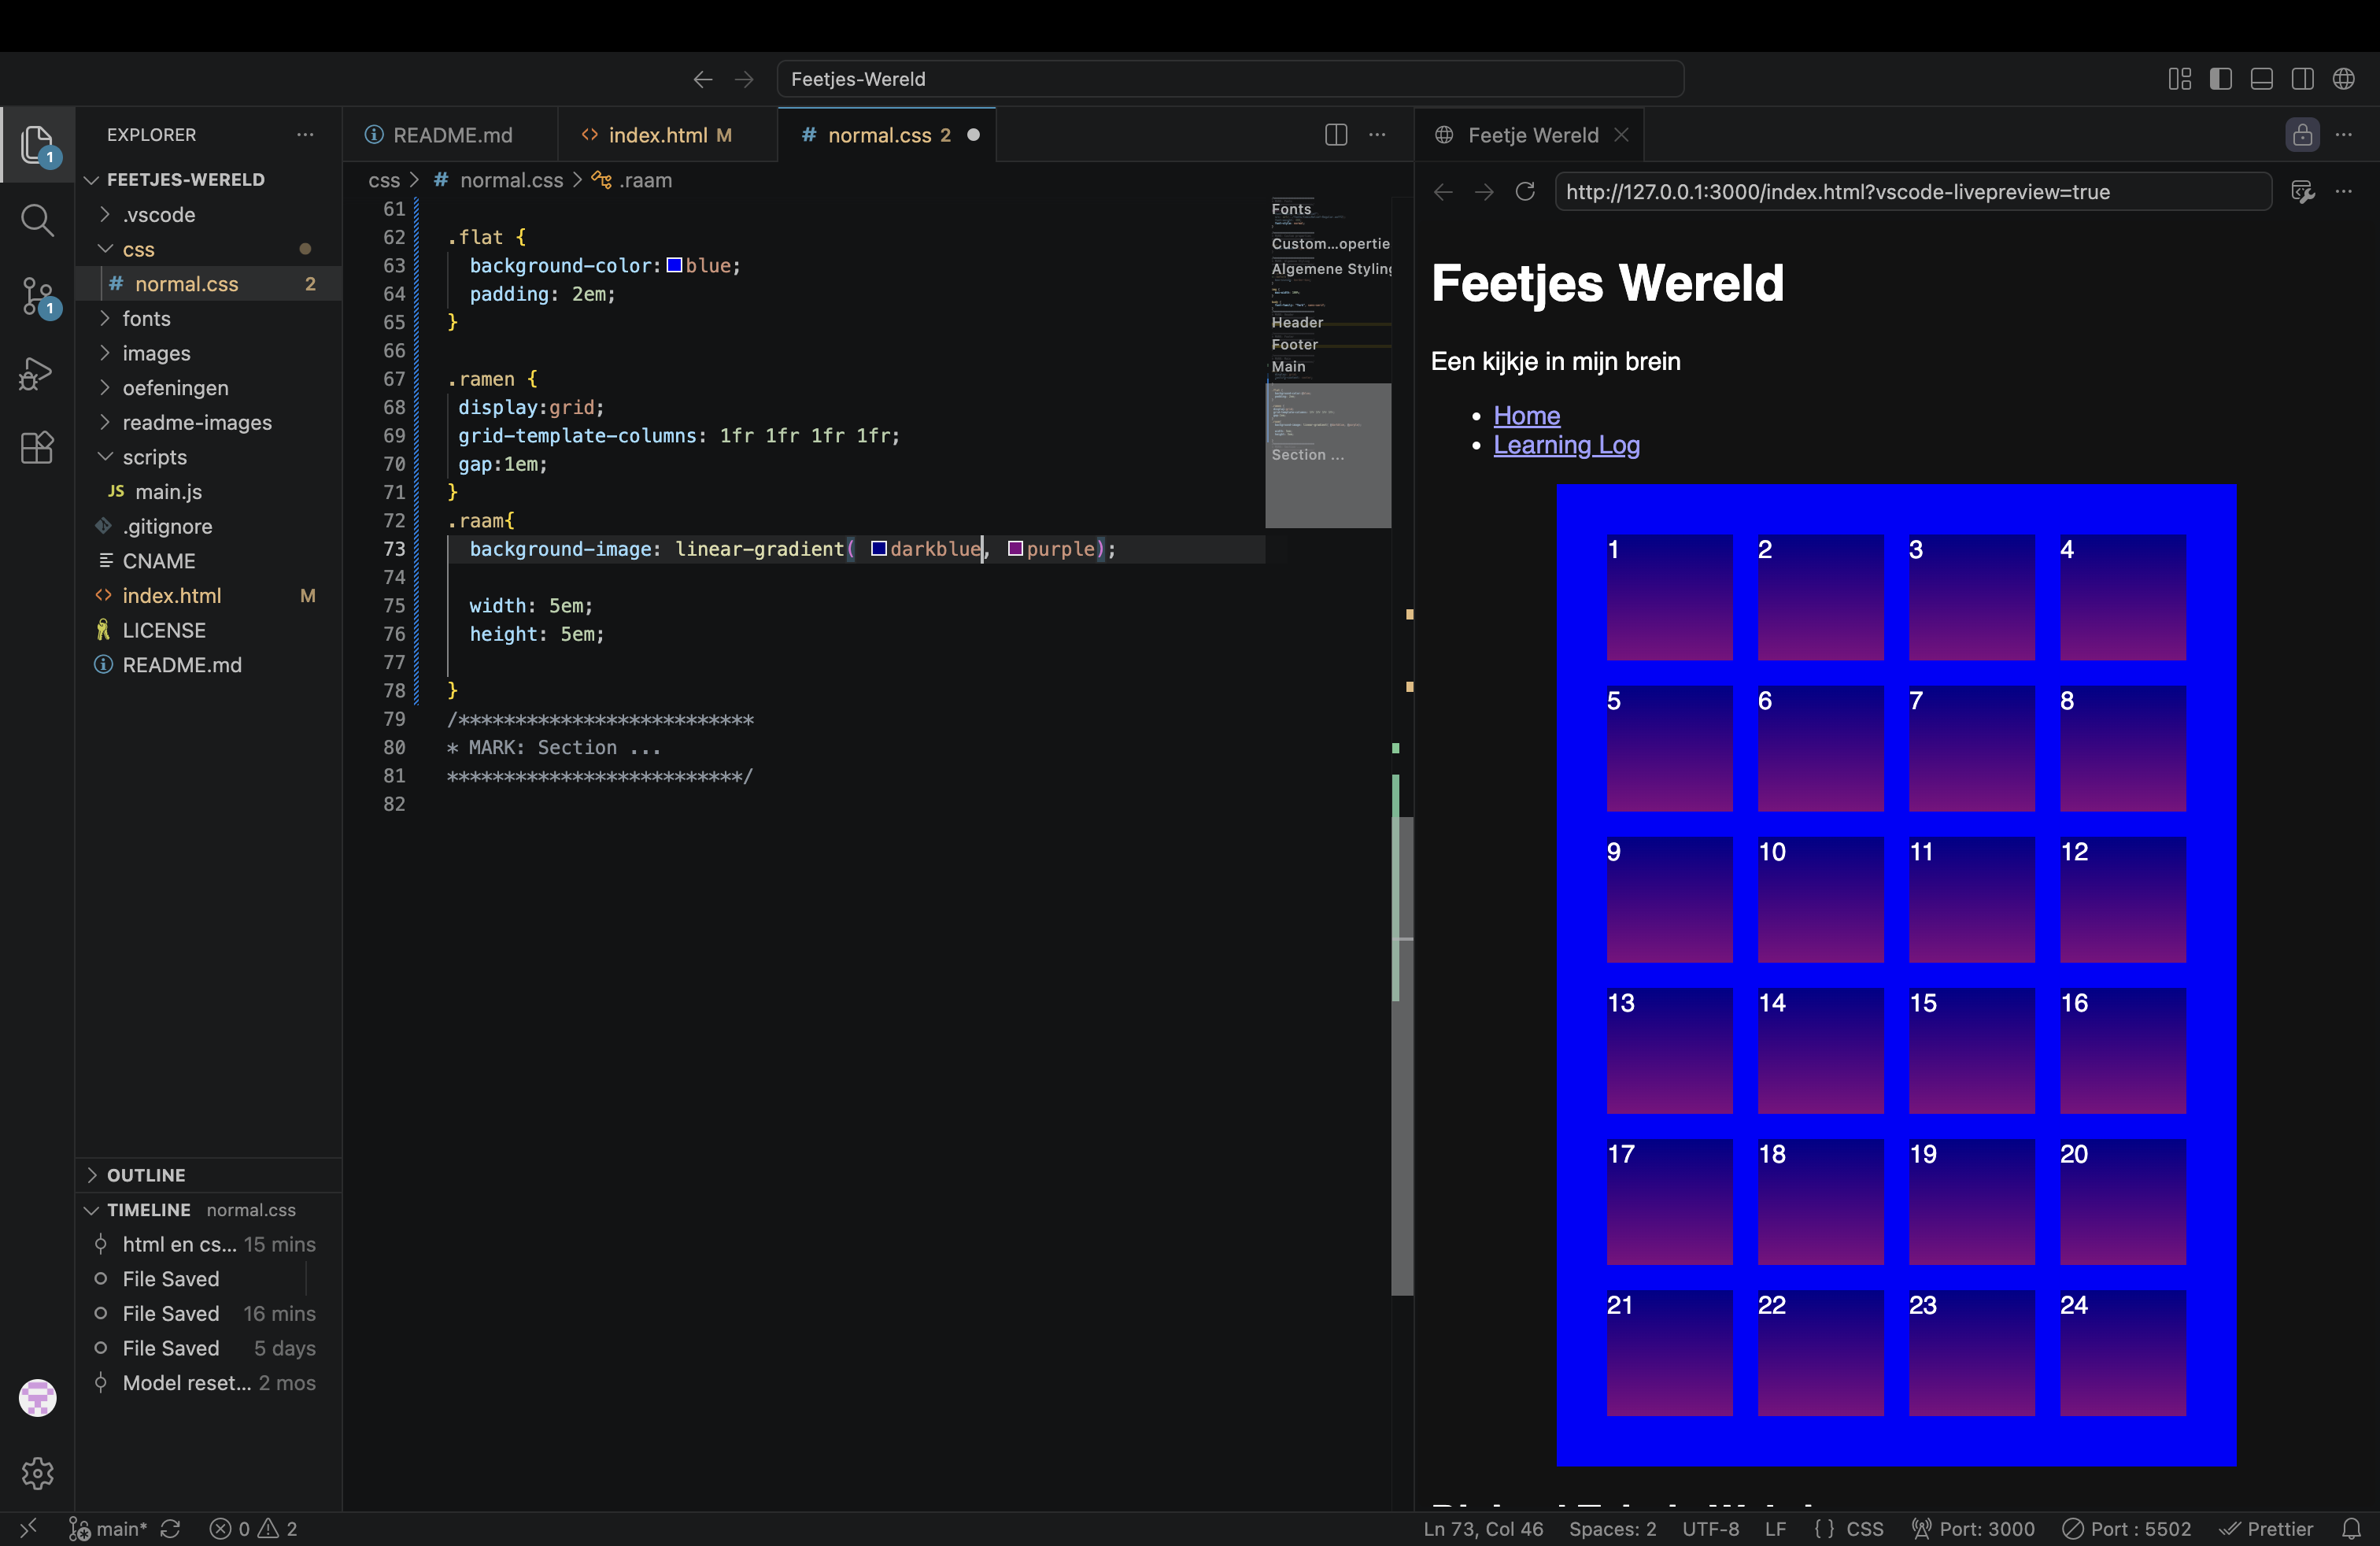 Feetjes-Wereld
EXPLORER
README.md
index.html M
normal.css 2
Feetje Wereld
css > # normal.css > .raam
http://127.0.0.1:3000/index.html?vscode-livepreview=true
FEETJES-WERELD
.vscode
css
# normal.css 2
fonts
images
oefeningen
readme-images
scripts
JS main.js
.gitignore
CNAME
index.html M
LICENSE
README.md
1
1
OUTLINE
TIMELINE normal.css
html en cs... 15 mins
File Saved
File Saved 16 mins
File Saved 5 days
Model reset... 2 mos
61
62 .flat {
63 background-color: blue;
64 padding: 2em;
65 }
66
67 .ramen {
68 display:grid;
69 grid-template-columns: 1fr 1fr 1fr 1fr;
70 gap:1em;
71 }
72 .raam{
73 background-image: linear-gradient( darkblue, purple);
74
75 width: 5em;
76 height: 5em;
77
78 }
79 /**************************
80 * MARK: Section ...
81 **************************/
82
Fonts
Custom...opertie
Algemene Styling
Header
Footer
Main
Section ...
Feetjes Wereld
Een kijkje in mijn brein
• Home
• Learning Log
1 2 3 4
5 6 7 8
9 10 11 12
13 14 15 16
17 18 19 20
21 22 23 24
main* 0 2
Ln 73, Col 46 Spaces: 2 UTF-8 LF {} CSS Port: 3000 Port : 5502 Prettier